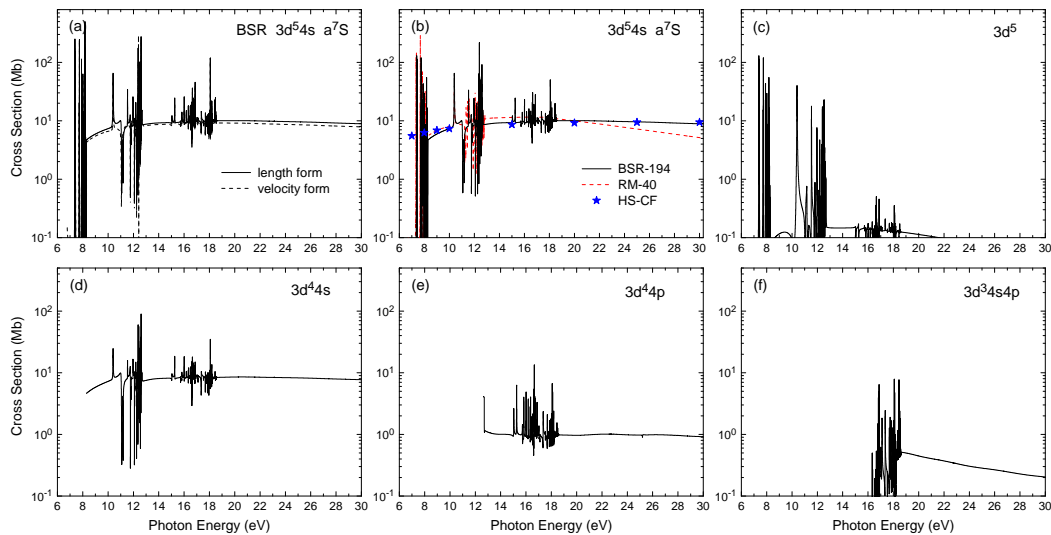 (a) BSR 3d⁵4s a⁷S
10²
10¹
10⁰
10⁻¹
Cross Section (Mb)
length form
velocity form
6 8 10 12 14 16 18 20 22 24 26 28 30
(b) 3d⁵4s a⁷S
10²
10¹
10⁰
10⁻¹
BSR-194
RM-40
HS-CF
6 8 10 12 14 16 18 20 22 24 26 28 30
(c) 3d⁵
10²
10¹
10⁰
10⁻¹
6 8 10 12 14 16 18 20 22 24 26 28 30
(d) 3d⁴4s
10²
10¹
10⁰
10⁻¹
Cross Section (Mb)
6 8 10 12 14 16 18 20 22 24 26 28 30
Photon Energy (eV)
(e) 3d⁴4p
10²
10¹
10⁰
10⁻¹
6 8 10 12 14 16 18 20 22 24 26 28 30
Photon Energy (eV)
(f) 3d³4s4p
10²
10¹
10⁰
10⁻¹
6 8 10 12 14 16 18 20 22 24 26 28 30
Photon Energy (eV)